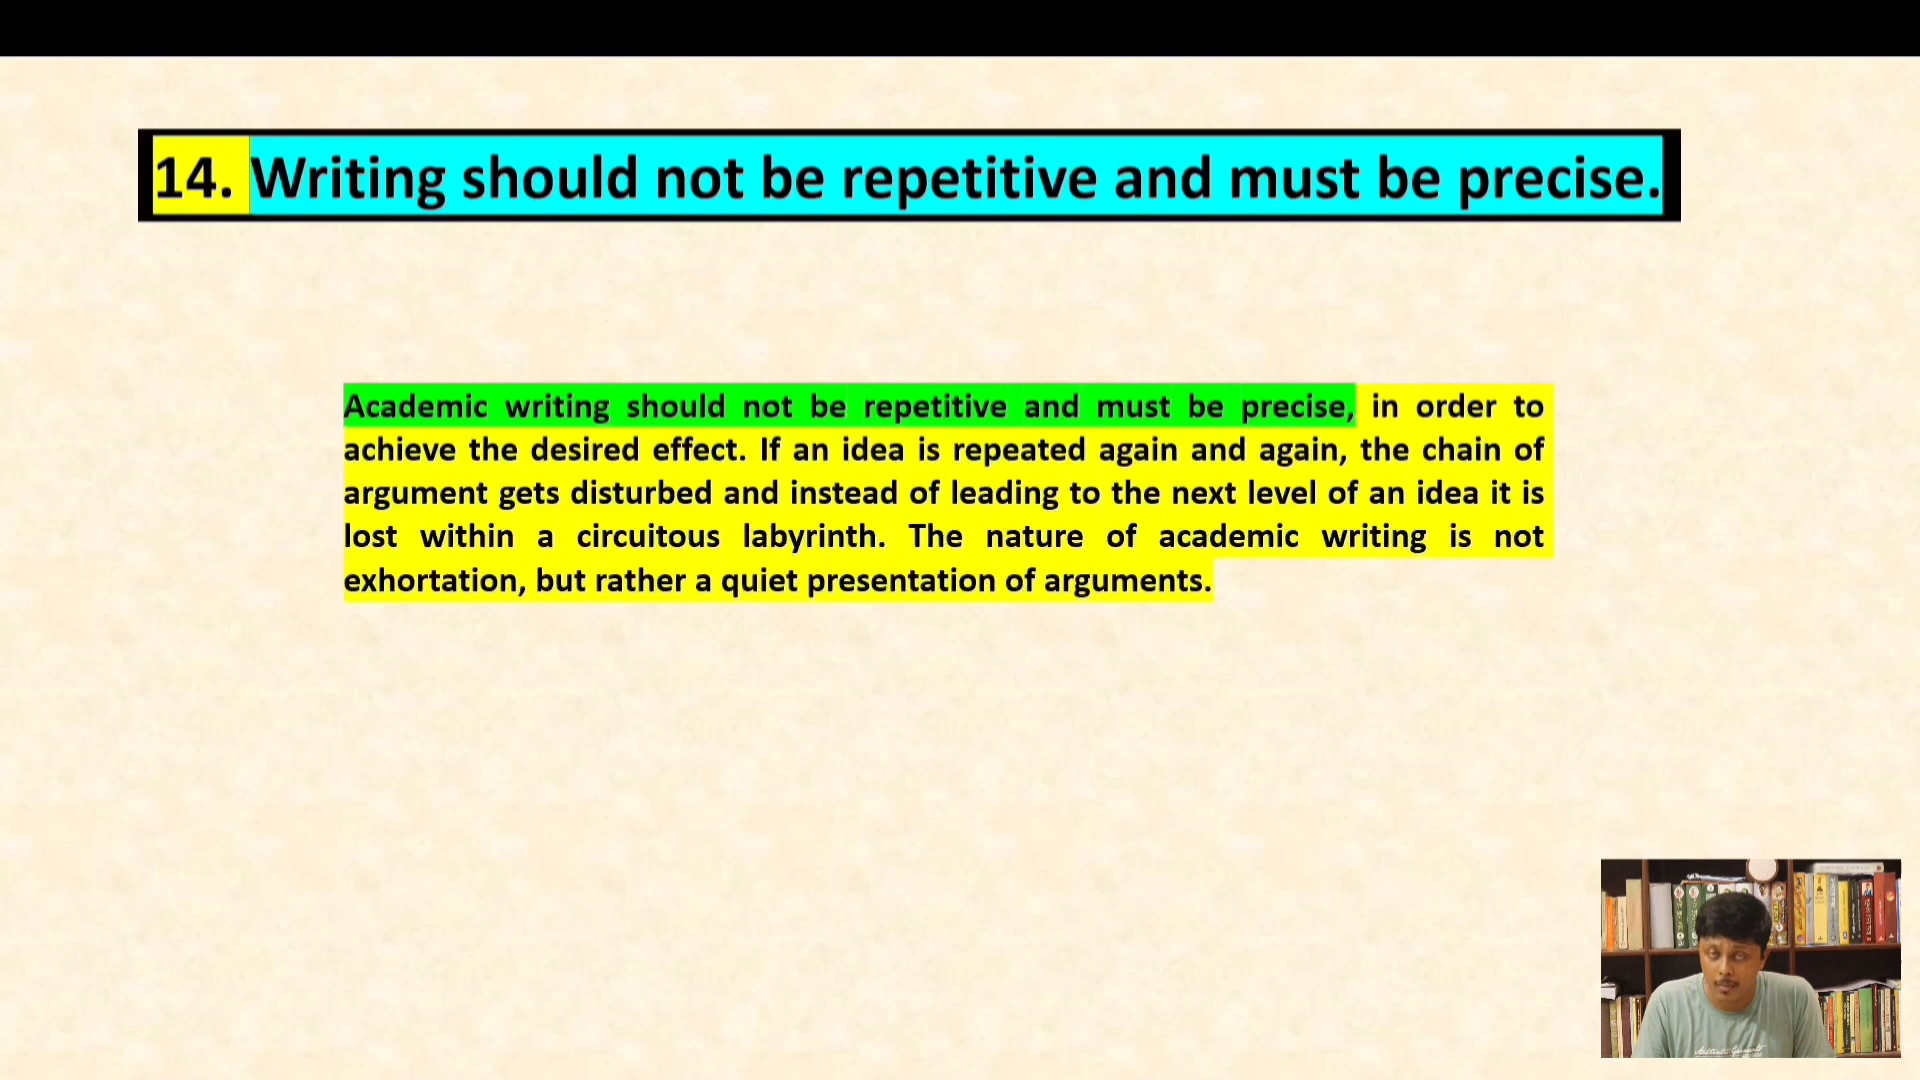 14. Writing should not be repetitive and must be precise.
Academic writing should not be repetitive and must be precise, in order to
achieve the desired effect. If an idea is repeated again and again, the chain of
argument gets disturbed and instead of leading to the next level of an idea it is
lost within a circuitous labyrinth. The nature of academic writing is not
exhortation, but rather a quiet presentation of arguments.